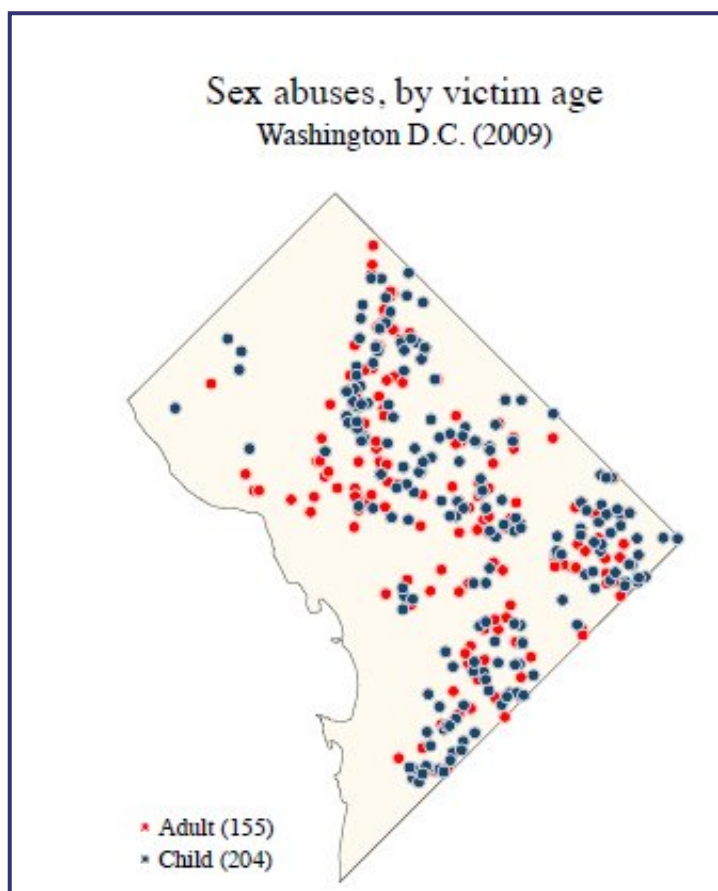 Sex abuses, by victim age
Washington D.C. (2009)
Adult (155)
Child (204)